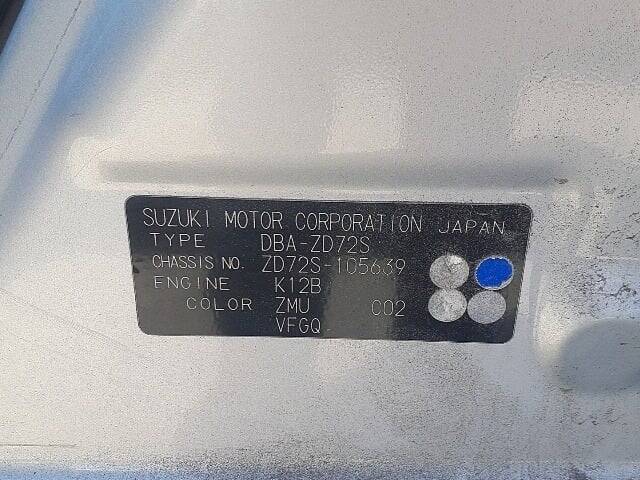 SUZUKI MOTOR CORPORATION JAPAN
TYPE DBA-ZD72S
CHASSIS NO. ZD72S-105639
ENGINE K12B
COLOR ZMU C02
VFGQ